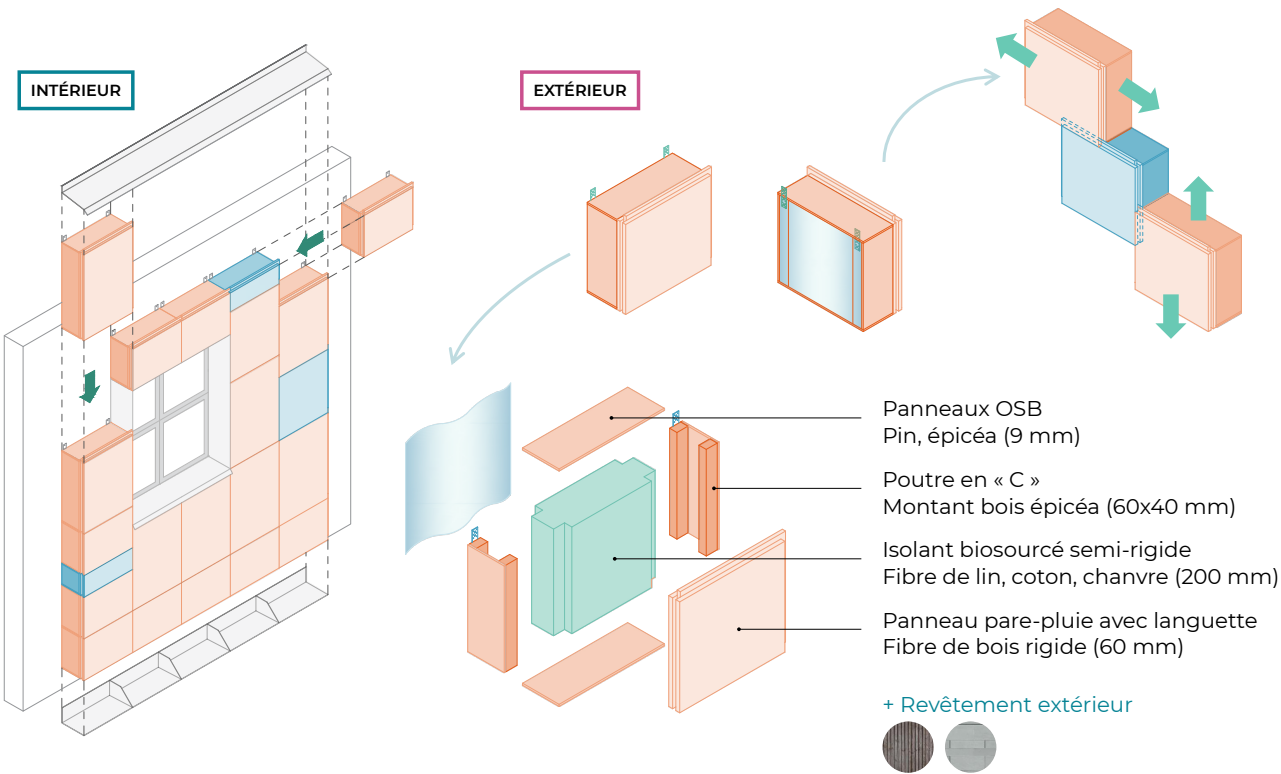 INTÉRIEUR
EXTÉRIEUR
Panneaux OSB
Pin, épicéa (9 mm)
Poutre en « C »
Montant bois épicéa (60x40 mm)
Isolant biosourcé semi-rigide
Fibre de lin, coton, chanvre (200 mm)
Panneau pare-pluie avec languette
Fibre de bois rigide (60 mm)
+ Revêtement extérieur